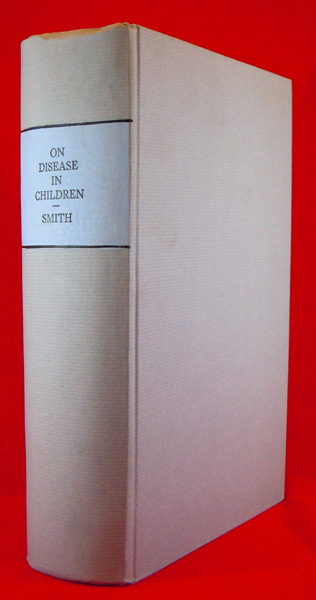 ON
DISEASE
IN
CHILDREN
—
SMITH